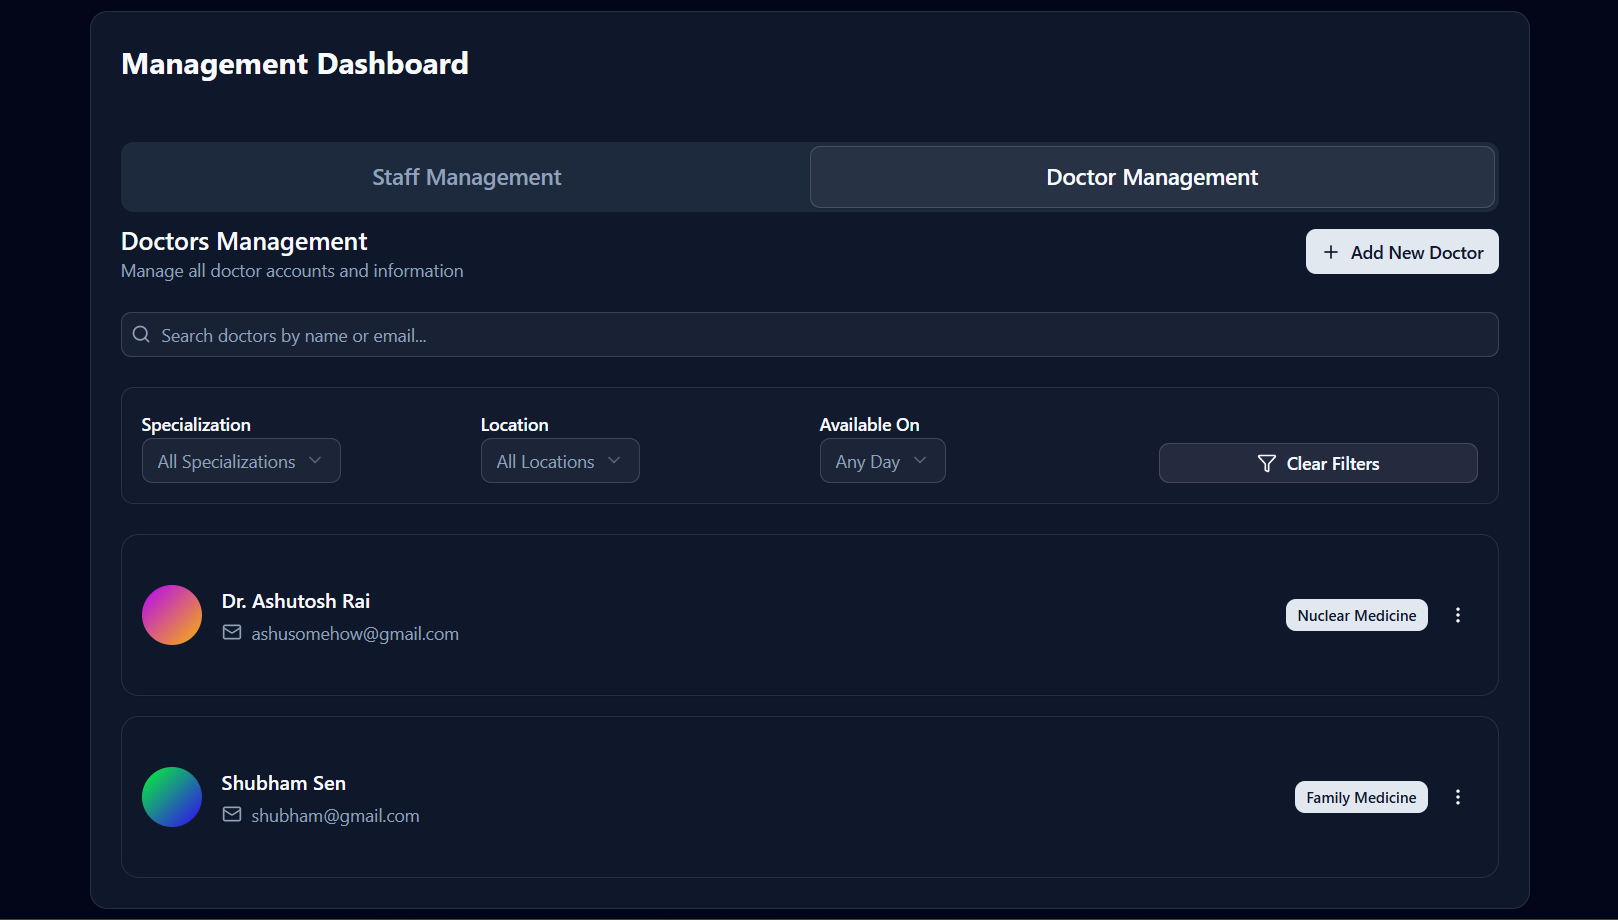 Management Dashboard
Staff Management
Doctor Management
Doctors Management
Manage all doctor accounts and information
Add New Doctor
Search doctors by name or email...
Specialization
Location
Available On
All Specializations
All Locations
Any Day
Clear Filters
Dr. Ashutosh Rai
ashusomehow@gmail.com
Nuclear Medicine
Shubham Sen
shubham@gmail.com
Family Medicine